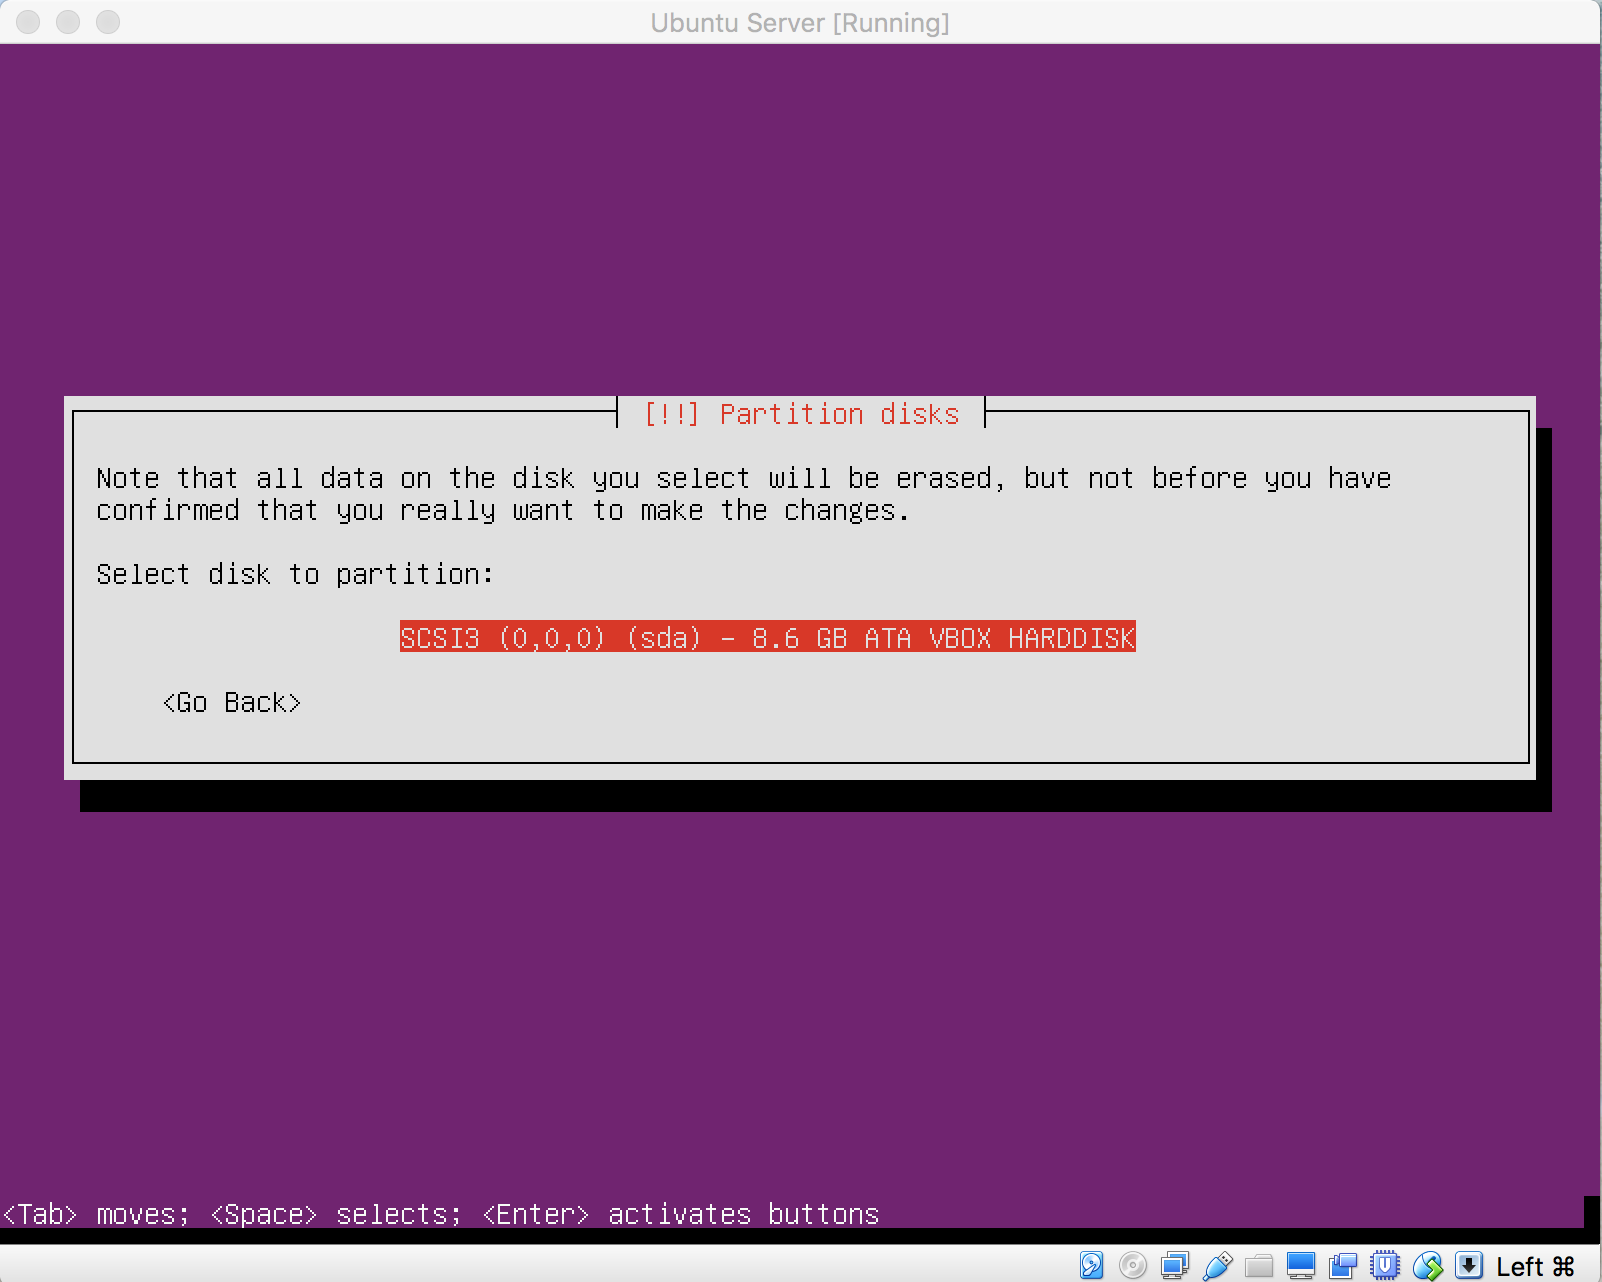 Ubuntu Server [Running]
[!!] Partition disks
Note that all data on the disk you select will be erased, but not before you have
confirmed that you really want to make the changes.
Select disk to partition:
SCSI3 (0,0,0) (sda) - 8.6 GB ATA VBOX HARDDISK
<Go Back>
<Tab> moves; <Space> selects; <Enter> activates buttons
Left ⌘